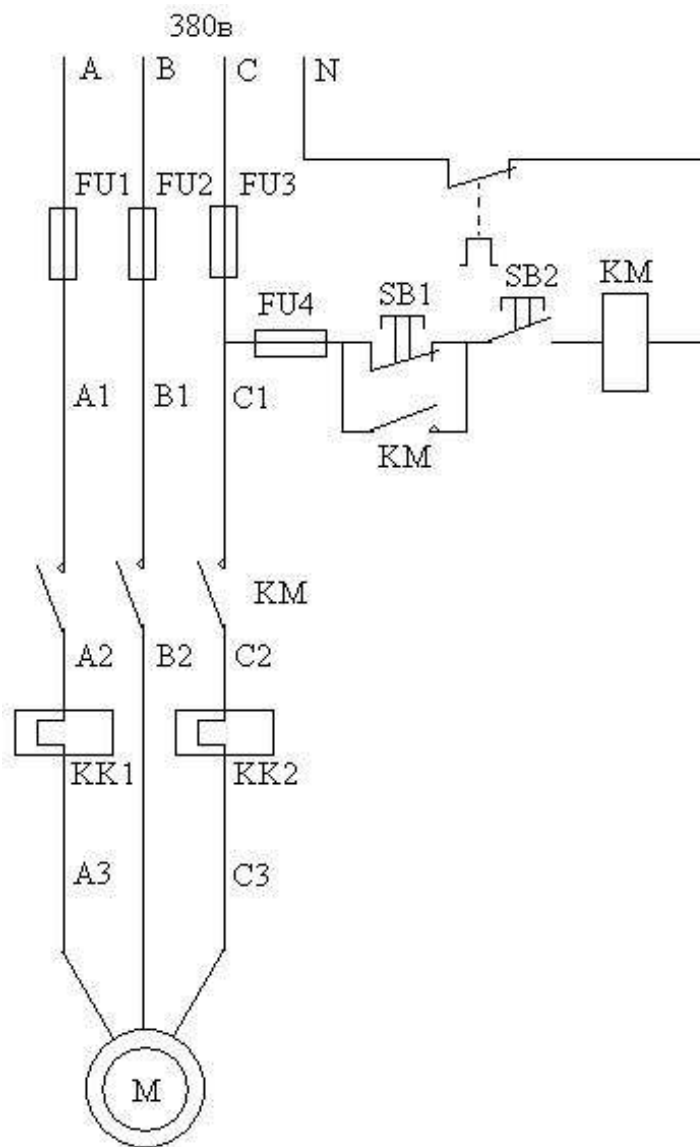 380в
A B C N
FU1 FU2 FU3
SB1 SB2 KM
FU4
A1 B1 C1
KM
KM
A2 B2 C2
KK1 KK2
A3 C3
M